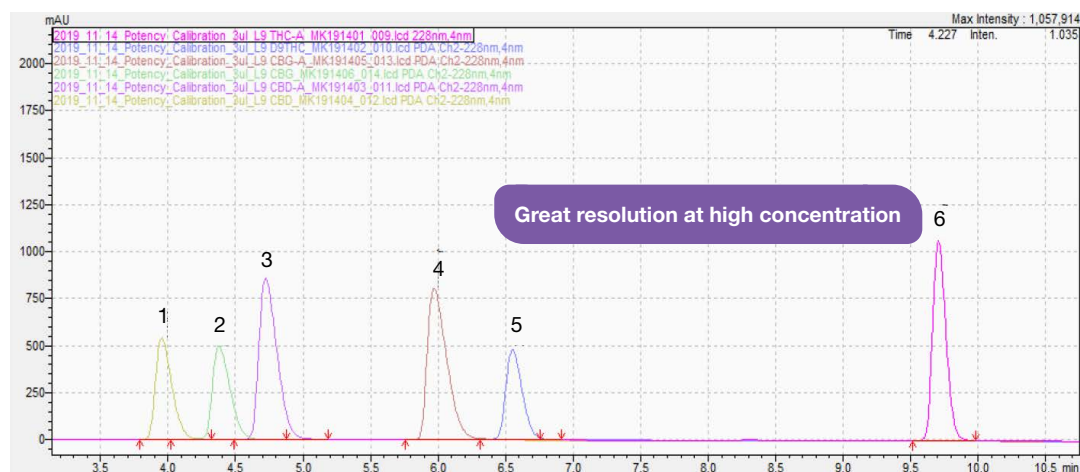 mAU
Max Intensity : 1,057,914
2019_11_14_Potency_Calibration_3ul_L9 THC-A_MK191401_009.lcd 228nm,4nm
Time 4.227 Inten. 1.035
2019_11_14_Potency_Calibration_3ul_L9 D9THC_MK191402_010.lcd PDA Ch2-228nm,4nm
2019_11_14_Potency_Calibration_3ul_L9 CBG-A_MK191405_013.lcd PDA Ch2-228nm,4nm
2019_11_14_Potency_Calibration_3ul_L9 CBG_MK191406_014.lcd PDA Ch2-228nm,4nm
2019_11_14_Potency_Calibration_3ul_L9 CBD-A_MK191403_011.lcd PDA Ch2-228nm,4nm
2019_11_14_Potency_Calibration_3ul_L9 CBD_MK191404_012.lcd PDA Ch2-228nm,4nm
2000
1750
1500
1250
1000
750
500
250
0
Great resolution at high concentration
1
2
3
4
5
6
3.5 4.0 4.5 5.0 5.5 6.0 6.5 7.0 7.5 8.0 8.5 9.0 9.5 10.0 10.5 min